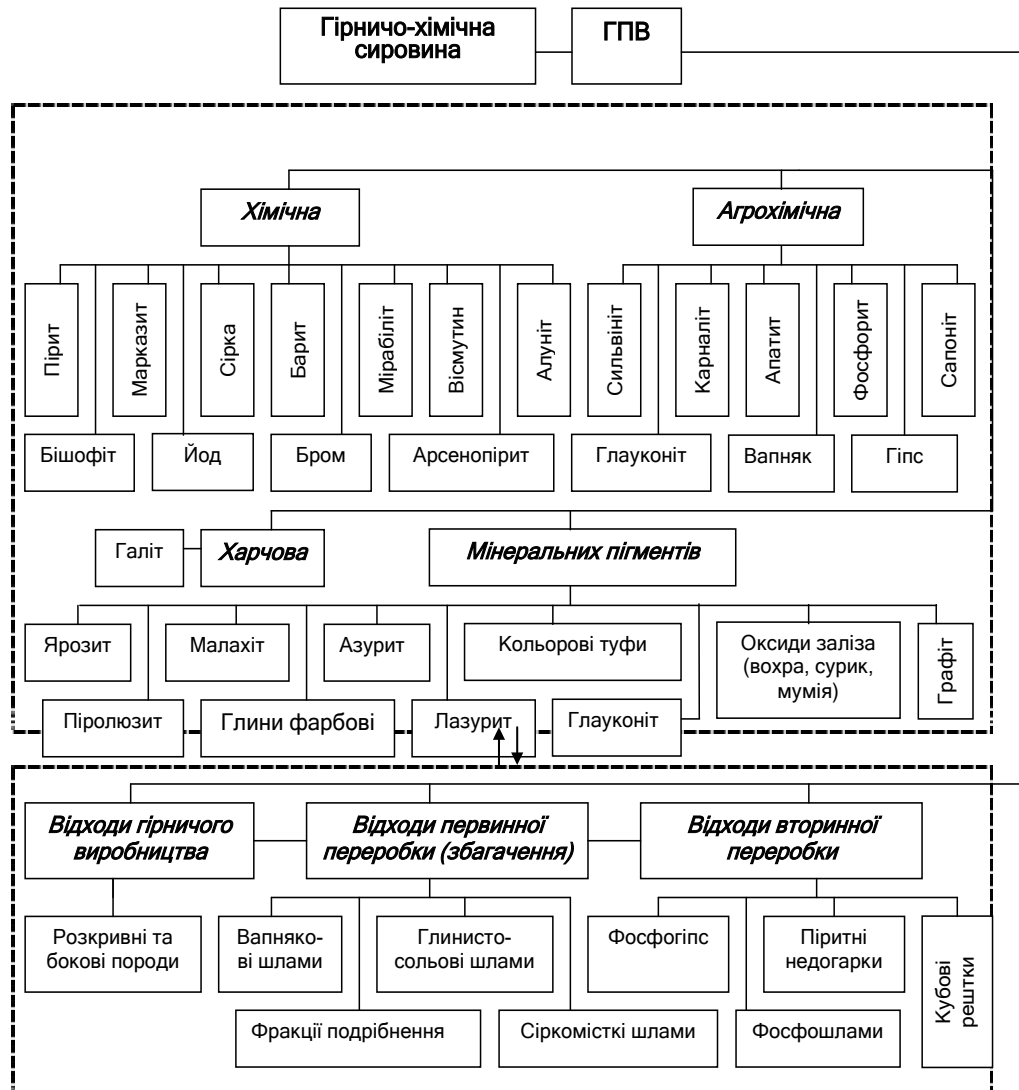 Гірничо-хімічна
сировина
ГПВ
Хімічна
Агрохімічна
Пірит
Марказит
Сірка
Барит
Мірабіліт
Вісмутин
Алуніт
Сильвініт
Карналіт
Апатит
Фосфорит
Сапоніт
Бішофіт
Йод
Бром
Арсенопірит
Глауконіт
Вапняк
Гіпс
Галіт
Харчова
Мінеральних пігментів
Ярозит
Малахіт
Азурит
Кольорові туфи
Оксиди заліза
(вохра, сурик,
мумія)
Графіт
Піролюзит
Глини фарбові
Лазурит
Глауконіт
Відходи гірничого
виробництва
Відходи первинної
переробки (збагачення)
Відходи вторинної
переробки
Розкривні та
бокові породи
Вапняко-
ві шлами
Глинисто-
сольові шлами
Фосфогіпс
Піритні
недогарки
Кубові
рештки
Фракції подрібнення
Сіркомісткі шлами
Фосфошлами